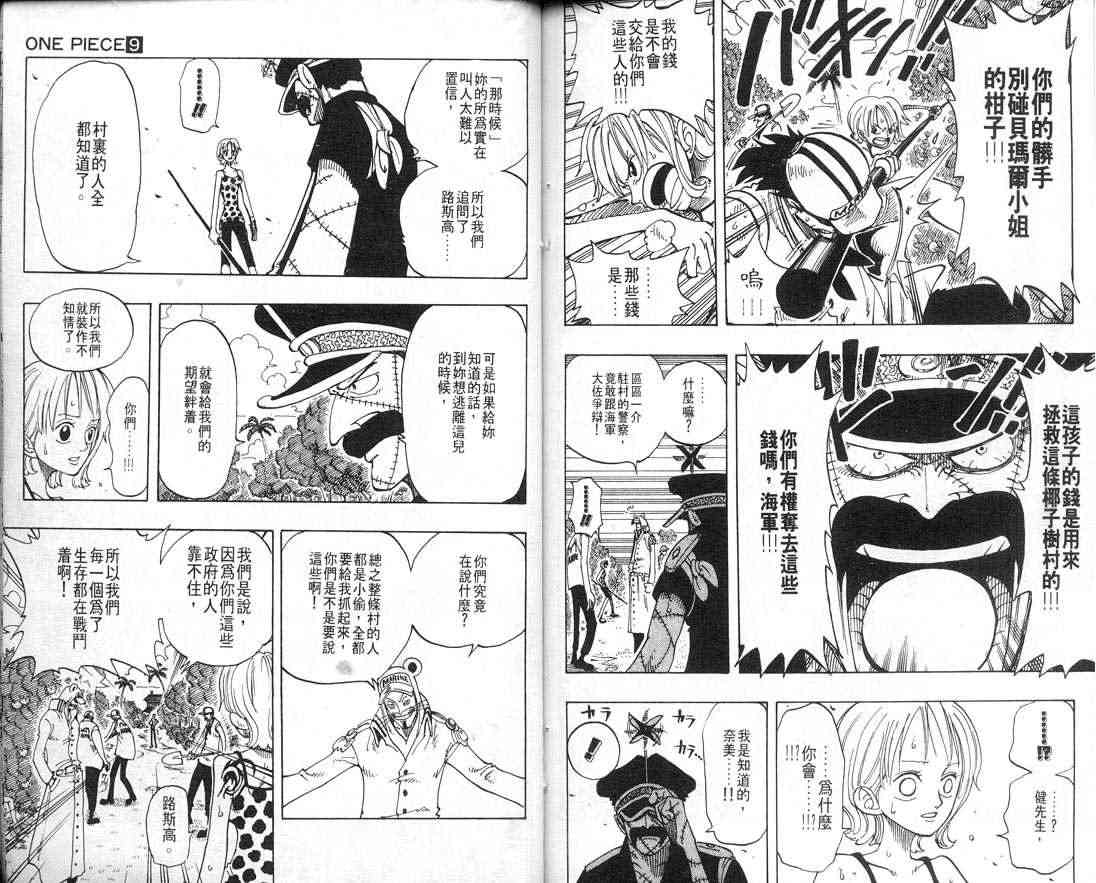 你們的髒手
別碰貝瑪爾小姐
的柑子!!!!
我的錢
是不會
交給你們
這些人的!!!
嗚
!!!!
……
那些錢
是……
這孩子的錢是用來
拯救這條椰子樹村的!!!
你們有權奪去這些
錢嗎，海軍!!!
……
什麼嘛?
區區一介
駐村的警察，
竟敢跟海軍
大佐爭辯!
……!!
……!?
……?
健先生，
……爲什麼
你會……
!!!?
カラ
カラ
我是知道的
奈美……!!
!!
ONE PIECE 9
「那時候」
妳的所爲實在
叫人太難以
置信，
所以我們
追問了
路斯高……
……!!
村裏的人全
都知道了。
可是如果給妳
知道的話，
到妳想逃離這兒
的時候，
就會給我們的
期望絆着。
所以我們
就裝作不
知情了。
你們……!!!
你們究竟
在說什麼?
總之整條村的人
都是小偷，全都
要給我抓起來，
你們是不是要說
這些啊!
MARINE
我們是說，
因爲你們這些
政府的人
靠不住，
所以我們
每一個爲了
生存都在戰鬥
着啊!
路斯高。